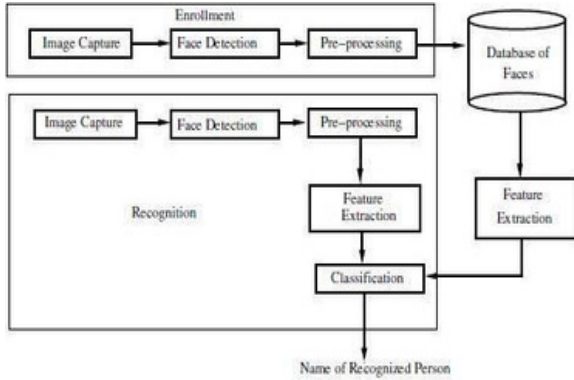 Enrollment
Image Capture
Face Detection
Pre-processing
Database of
Faces
Image Capture
Face Detection
Pre-processing
Recognition
Feature
Extraction
Feature
Extraction
Classification
Name of Recognized Person